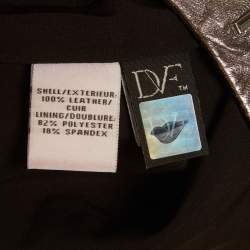 SHELL/EXTERIEUR:
100% LEATHER/
CUIR
LINING/DOUBLURE:
82% POLYESTER
18% SPANDEX
DVF
TM